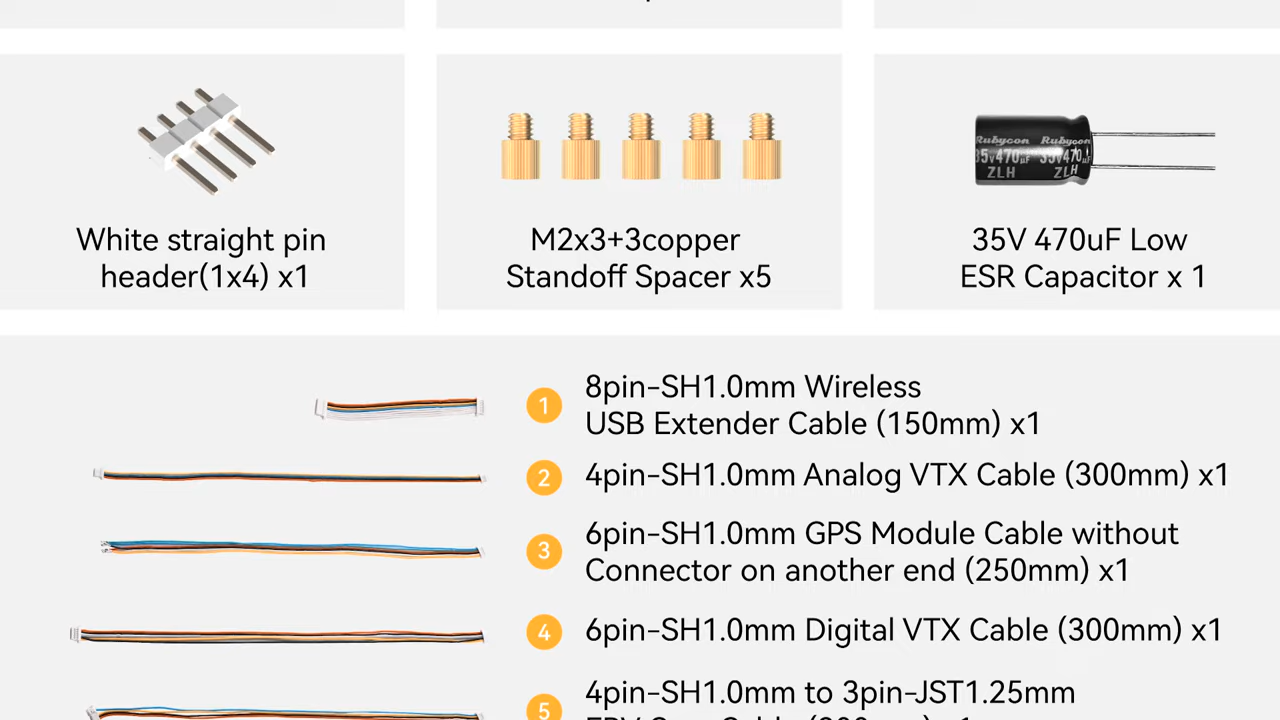 Rubycon Rubycon
35V470µF 35V470µF
ZLH ZLH
White straight pin
header(1x4) x1
M2x3+3copper
Standoff Spacer x5
35V 470uF Low
ESR Capacitor x 1
1
8pin-SH1.0mm Wireless
USB Extender Cable (150mm) x1
2
4pin-SH1.0mm Analog VTX Cable (300mm) x1
3
6pin-SH1.0mm GPS Module Cable without
Connector on another end (250mm) x1
4
6pin-SH1.0mm Digital VTX Cable (300mm) x1
5
4pin-SH1.0mm to 3pin-JST1.25mm